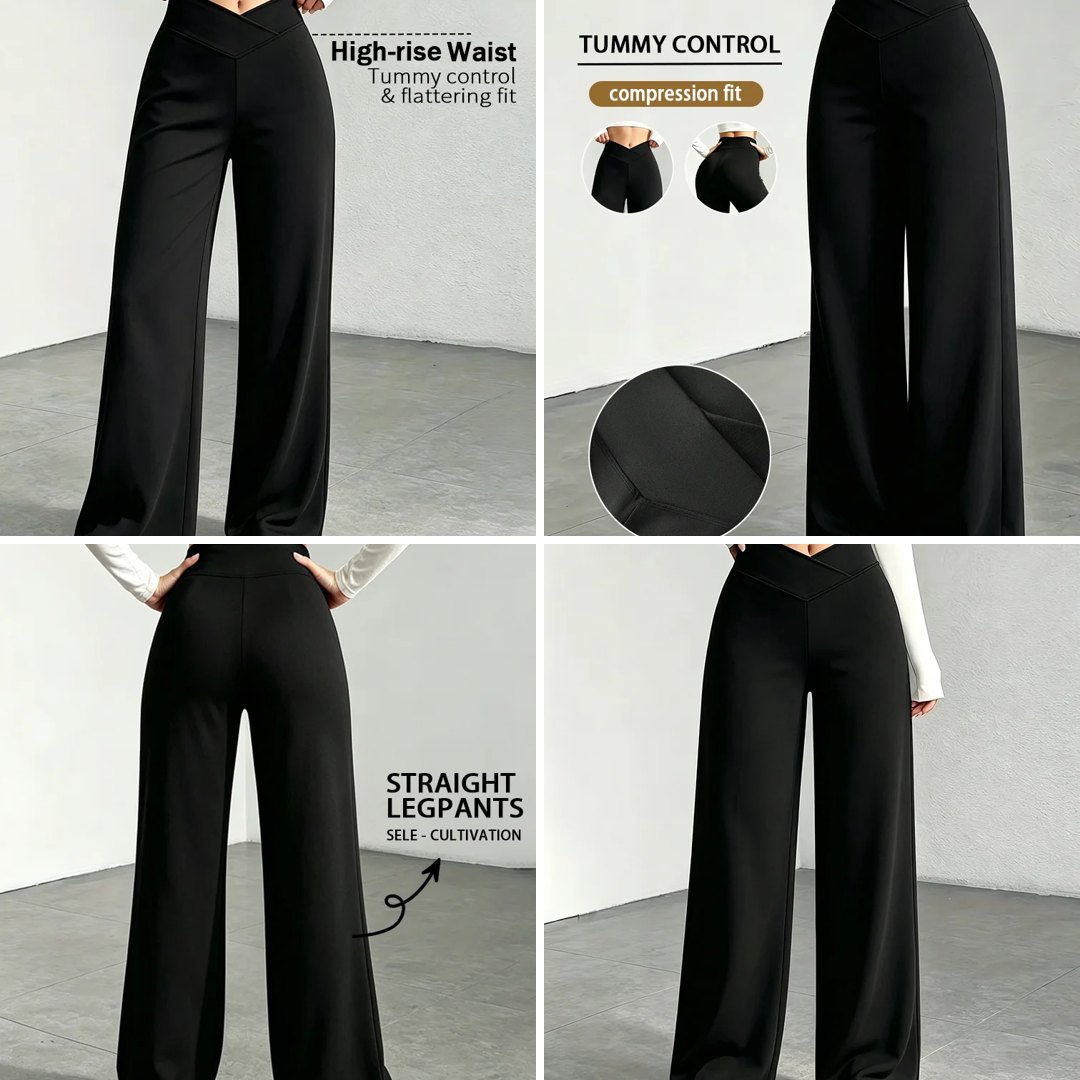 High-rise Waist
Tummy control
& flattering fit
TUMMY CONTROL
compression fit
STRAIGHT
LEGPANTS
SELE - CULTIVATION